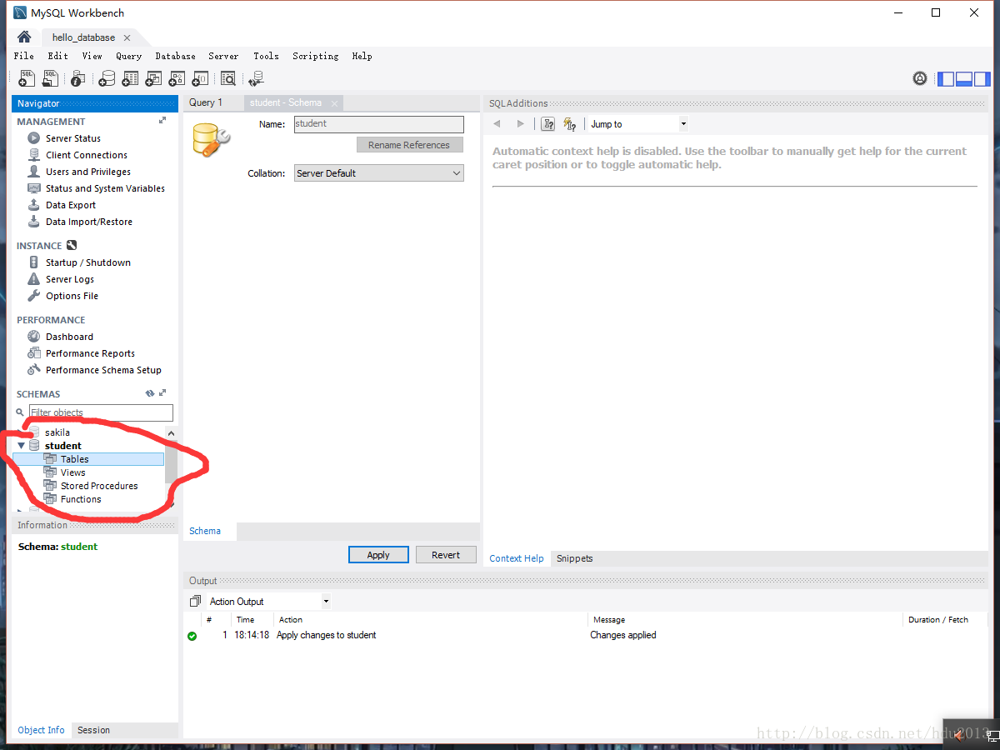 MySQL Workbench
hello_database
File Edit View Query Database Server Tools Scripting Help
Navigator
MANAGEMENT
Server Status
Client Connections
Users and Privileges
Status and System Variables
Data Export
Data Import/Restore
INSTANCE
Startup / Shutdown
Server Logs
Options File
PERFORMANCE
Dashboard
Performance Reports
Performance Schema Setup
SCHEMAS
Filter objects
sakila
student
Tables
Views
Stored Procedures
Functions
Information
Schema: student
Object Info Session
Query 1 student - Schema
Name: student
Rename References
Collation: Server Default
Schema
Apply Revert
SQLAdditions
Jump to
Automatic context help is disabled. Use the toolbar to manually get help for the current
caret position or to toggle automatic help.
Context Help Snippets
Output
Action Output
# Time Action Message Duration / Fetch
1 18:14:18 Apply changes to student Changes applied
http://blog.csdn.net/hdu2013